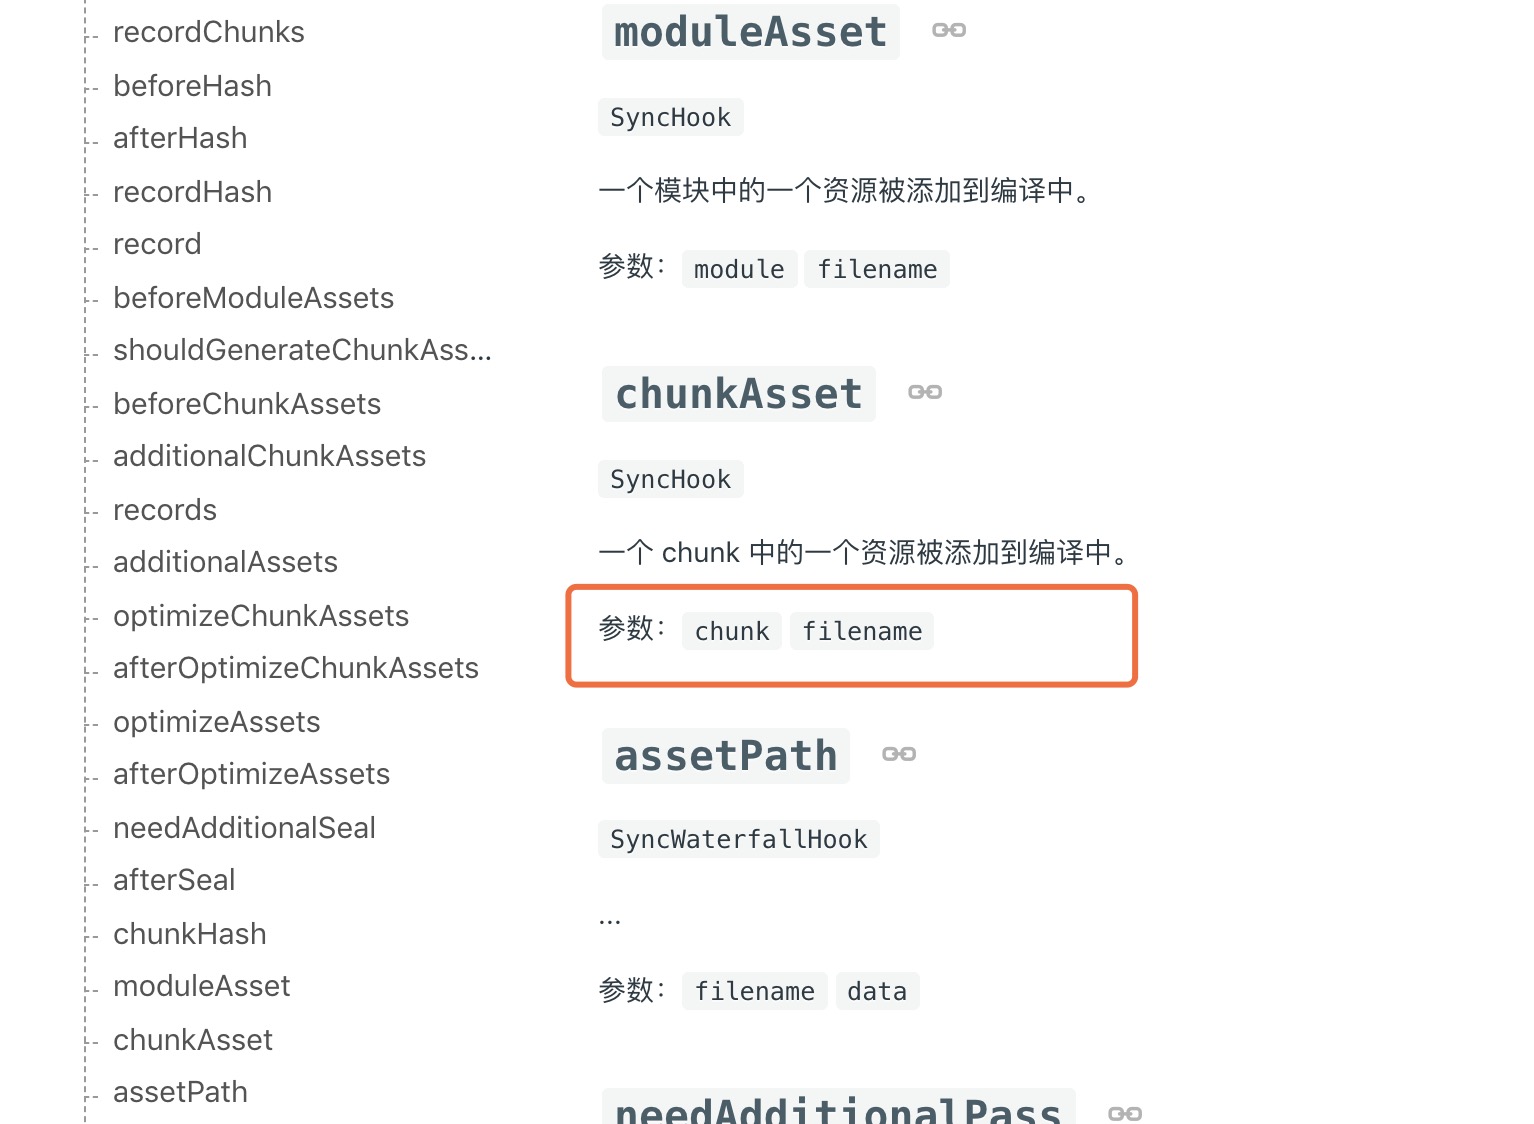 recordChunks
beforeHash
afterHash
recordHash
record
beforeModuleAssets
shouldGenerateChunkAss...
beforeChunkAssets
additionalChunkAssets
records
additionalAssets
optimizeChunkAssets
afterOptimizeChunkAssets
optimizeAssets
afterOptimizeAssets
needAdditionalSeal
afterSeal
chunkHash
moduleAsset
chunkAsset
assetPath
moduleAsset
SyncHook
一个模块中的一个资源被添加到编译中。
参数： module filename
chunkAsset
SyncHook
一个 chunk 中的一个资源被添加到编译中。
参数： chunk filename
assetPath
SyncWaterfallHook
...
参数： filename data
needAdditionalPass